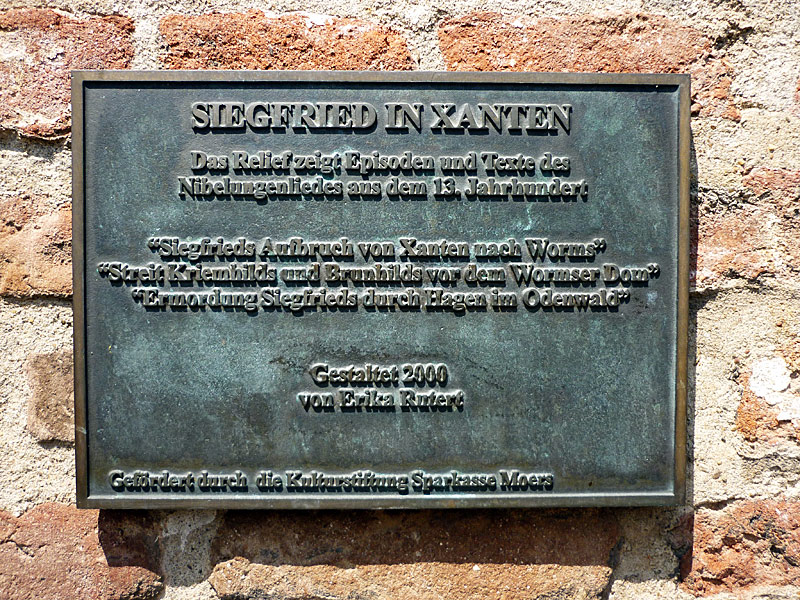 SIEGFRIED IN XANTEN
Das Relief zeigt Episoden und Texte des
Nibelungenliedes aus dem 13. Jahrhundert
“Siegfrieds Aufbruch von Xanten nach Worms”
“Streit Kriemhilds und Brunhilds vor dem Wormser Dom”
“Ermordung Siegfrieds durch Hagen im Odenwald”
Gestaltet 2000
von Erika Rutert
Gefördert durch die Kulturstiftung Sparkasse Moers